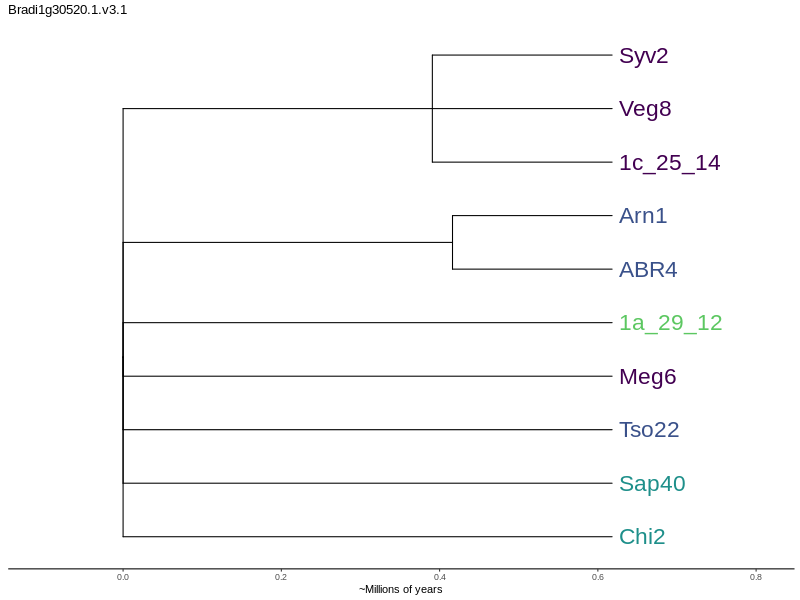 Bradi1g30520.1.v3.1
Syv2
Veg8
1c_25_14
Arn1
ABR4
1a_29_12
Meg6
Tso22
Sap40
Chi2
0.0 0.2 0.4 0.6 0.8
~Millions of years